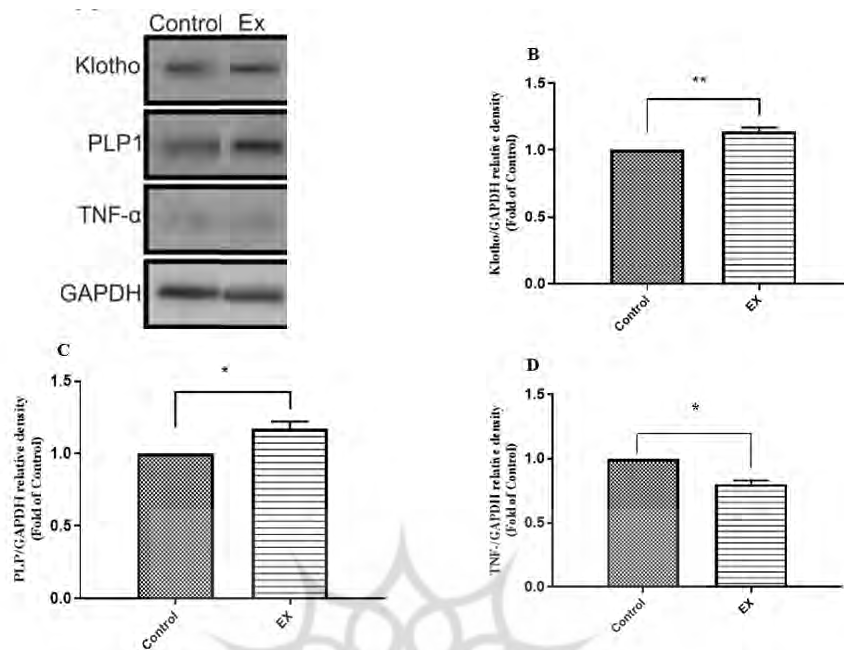 Control Ex
Klotho
PLP1
TNF-α
GAPDH
B
**
Klotho/GAPDH relative density
(Fold of Control)
1.5
1.0
0.5
0.0
Control
EX
C
*
PLP/GAPDH relative density
(Fold of Control)
1.5
1.0
0.5
0.0
Control
EX
D
*
TNF-/GAPDH relative density
(Fold of Control)
1.5
1.0
0.5
0.0
Control
EX